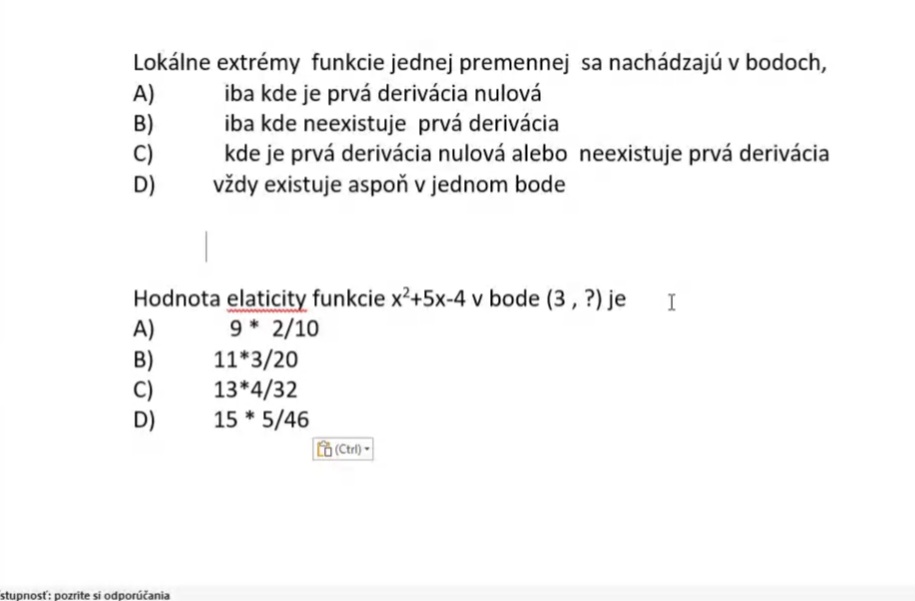 Lokálne extrémy funkcie jednej premennej sa nachádzajú v bodoch,
A) iba kde je prvá derivácia nulová
B) iba kde neexistuje prvá derivácia
C) kde je prvá derivácia nulová alebo neexistuje prvá derivácia
D) vždy existuje aspoň v jednom bode
Hodnota elaticity funkcie x²+5x-4 v bode (3 , ?) je
A) 9 * 2/10
B) 11*3/20
C) 13*4/32
D) 15 * 5/46
(Ctrl)
stupnosť: pozrite si odporúčania